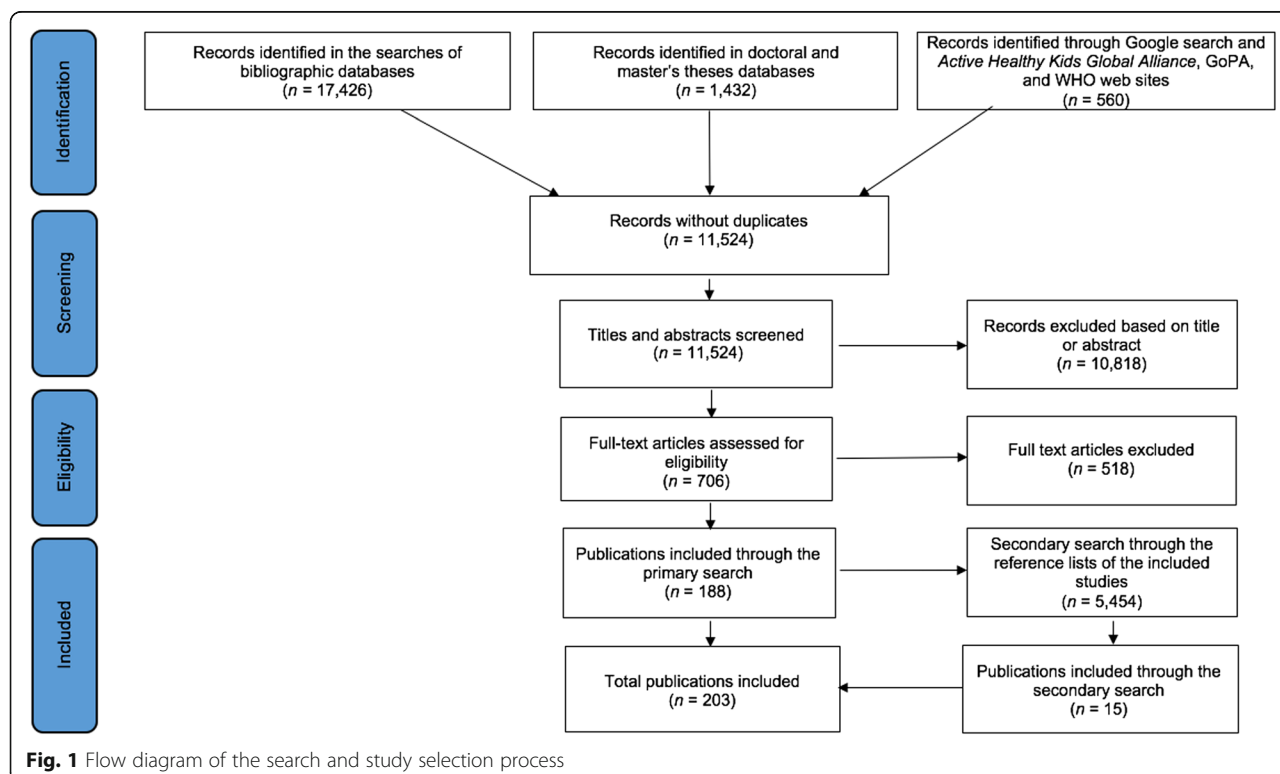 Identification
Records identified in the searches of
bibliographic databases
(n = 17,426)
Records identified in doctoral and
master's theses databases
(n = 1,432)
Records identified through Google search and
Active Healthy Kids Global Alliance, GoPA,
and WHO web sites
(n = 560)
Screening
Records without duplicates
(n = 11,524)
Titles and abstracts screened
(n = 11,524)
Records excluded based on title
or abstract
(n = 10,818)
Eligibility
Full-text articles assessed for
eligibility
(n = 706)
Full text articles excluded
(n = 518)
Included
Publications included through the
primary search
(n = 188)
Secondary search through the
reference lists of the included
studies
(n = 5,454)
Total publications included
(n = 203)
Publications included through the
secondary search
(n = 15)
Fig. 1 Flow diagram of the search and study selection process